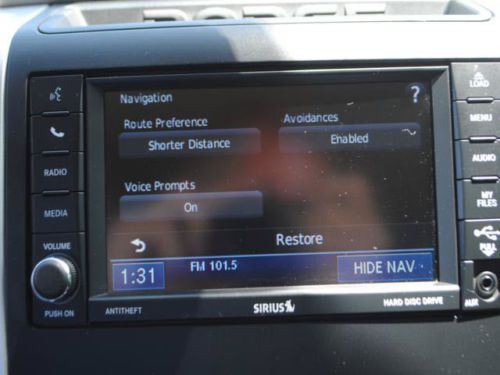 DODGE
LOAD
Navigation
?
Route Preference
Avoidances
MENU
Shorter Distance
Enabled
RADIO
AUDIO
Voice Prompts
MEDIA
On
MY
FILES
VOLUME
Restore
PULL
1:31
FM 101.5
HIDE NAV
PUSH ON
ANTITHEFT
SIRIUS
HARD DISC DRIVE
AUX